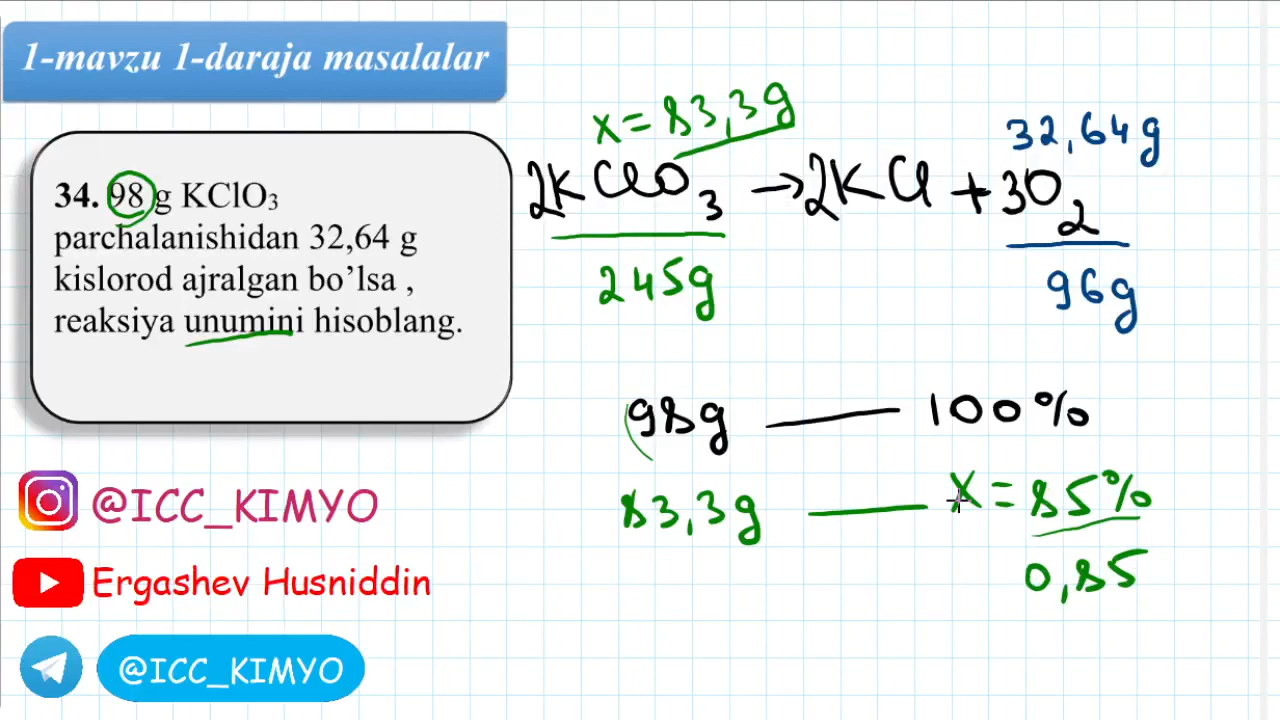 1-mavzu 1-daraja masalalar
34. 98 g KClO₃
parchalanishidan 32,64 g
kislorod ajralgan bo’lsa ,
reaksiya unumini hisoblang.
x = 83,3g
32,64g
2KClO₃ → 2KCl + 3O₂
245g
96g
98g — 100%
83,3g — x = 85%
0,85
@ICC_KIMYO
Ergashev Husniddin
@ICC_KIMYO